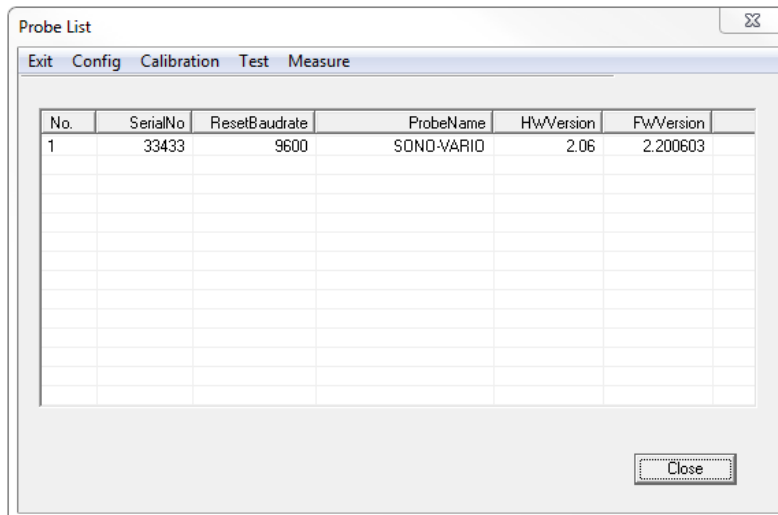 Probe List
Exit Config Calibration Test Measure
No. SerialNo ResetBaudrate ProbeName HWVersion FWVersion
1 33433 9600 SONO-VARIO 2.06 2.200603
Close